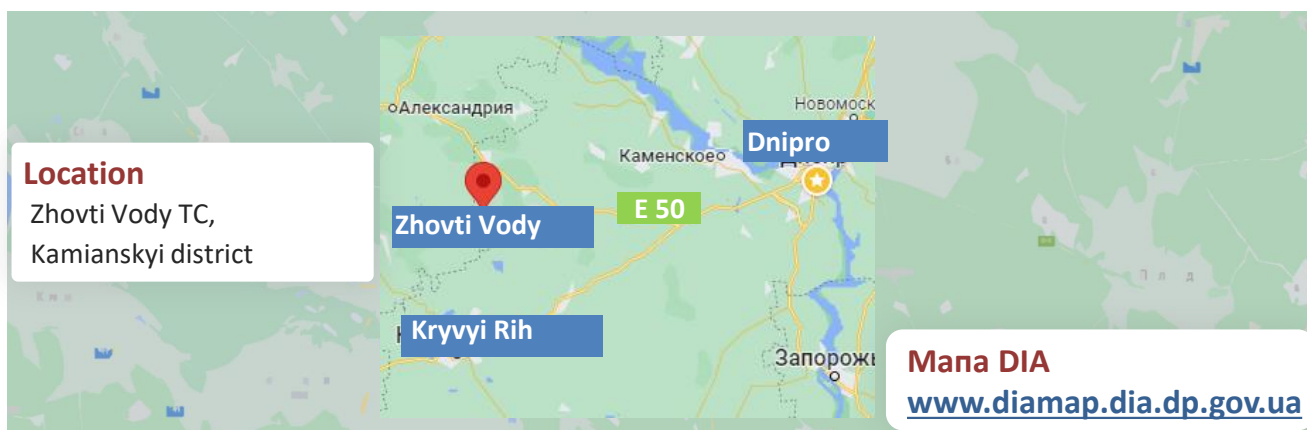 Александрия
Новомоск
Dnipro
Каменское
Location
Zhovti Vody TC,
Kamianskyi district
E 50
Zhovti Vody
Kryvyi Rih
Запорожь
Мапа DIA
www.diamap.dia.dp.gov.ua